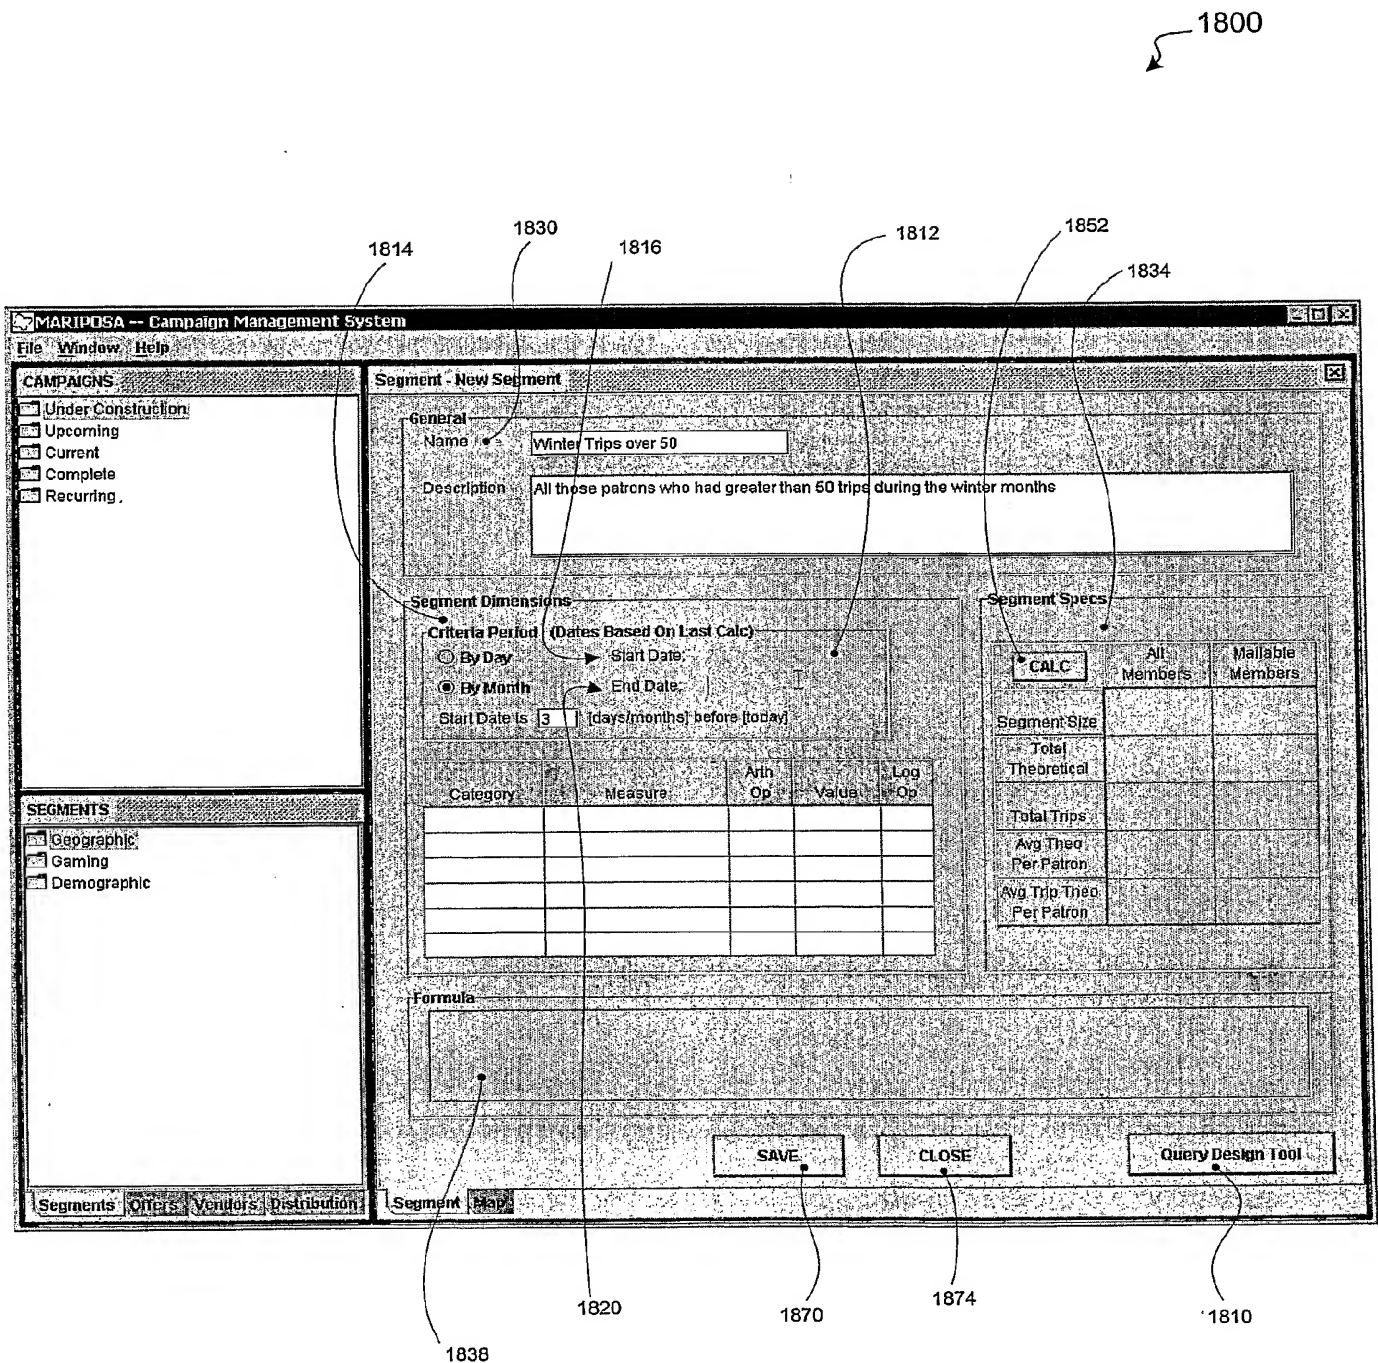 1800
1830
1814
1816
1812
1852
1834
MARIPOSA -- Campaign Management System
File Window Help
CAMPAIGNS
Under Construction
Upcoming
Current
Complete
Recurring
Segment - New Segment
General
Name
Winter Trips over 50
Description
All those patrons who had greater than 50 trips during the winter months
Segment Dimensions
Criteria Period (Dates Based On Last Calc)
By Day
Start Date:
By Month
End Date:
Start Date is 3 [days/months] before [today]
Category
Measure
Arth Op
Value
Log Op
Segment Specs
CALC
All Members
Mailable Members
Segment Size
Total Theoretical
Total Trips
Avg Theo Per Patron
Avg Trip Theo Per Patron
SEGMENTS
Geographic
Gaming
Demographic
Formula
SAVE
CLOSE
Query Design Tool
Segments Offers Vendors Distribution
Segment Map
1820
1870
1874
1810
1838